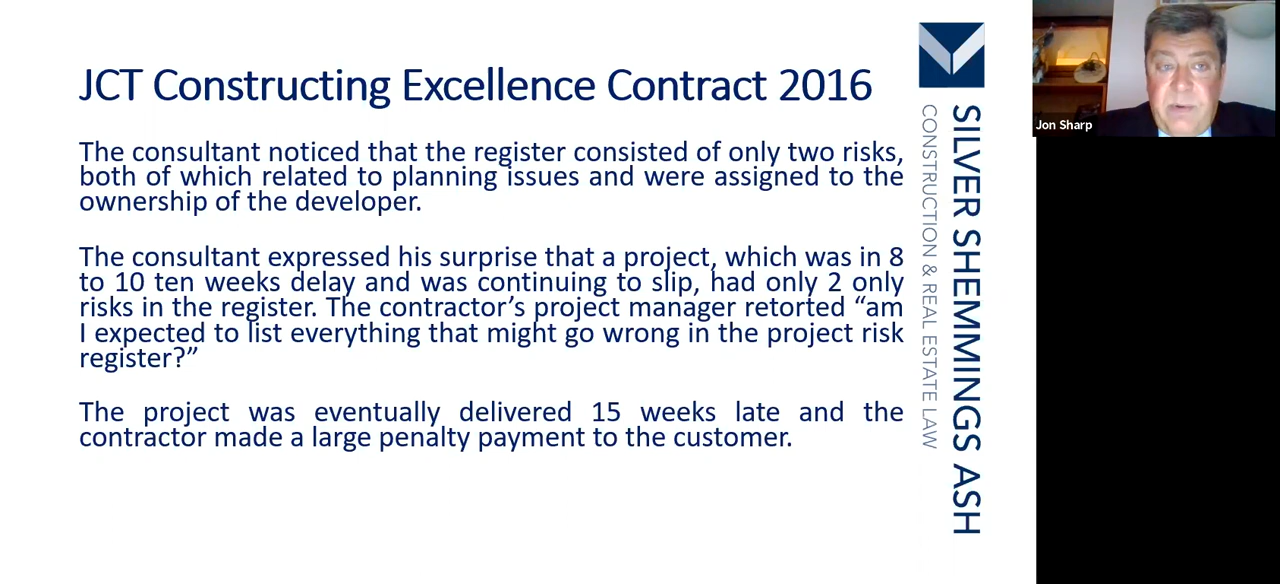 JCT Constructing Excellence Contract 2016
The consultant noticed that the register consisted of only two risks,
both of which related to planning issues and were assigned to the
ownership of the developer.
The consultant expressed his surprise that a project, which was in 8
to 10 ten weeks delay and was continuing to slip, had only 2 only
risks in the register. The contractor’s project manager retorted “am
I expected to list everything that might go wrong in the project risk
register?”
The project was eventually delivered 15 weeks late and the
contractor made a large penalty payment to the customer.
SILVER SHEMMINGS ASH
CONSTRUCTION & REAL ESTATE LAW
Jon Sharp